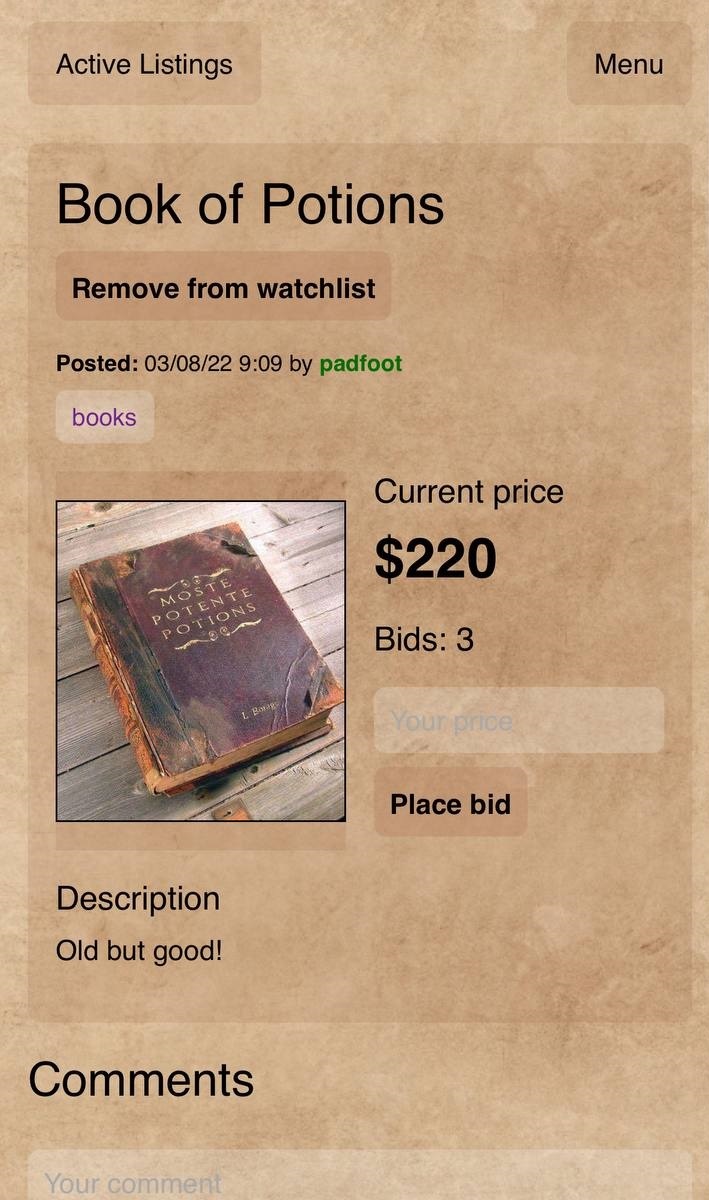 Active Listings
Menu
Book of Potions
Remove from watchlist
Posted: 03/08/22 9:09 by padfoot
books
MOSTE
POTENTE
POTIONS
Current price
$220
Bids: 3
Your price
Place bid
Description
Old but good!
Comments
Your comment